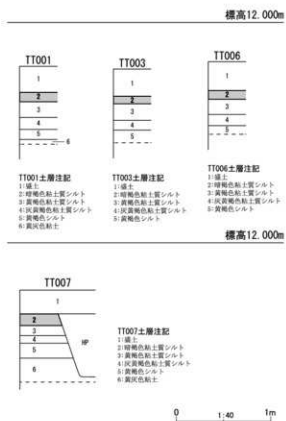 標高12.000m
TT001
1
2
3
4
5
6
TT003
1
2
3
4
5
TT006
1
2
3
4
5
TT001土層注記
1:盛土
2:暗褐色粘土質シルト
3:黄褐色粘土質シルト
4:灰黄褐色粘土質シルト
5:黄褐色シルト
6:黄灰色粘土
TT003土層注記
1:盛土
2:暗褐色粘土質シルト
3:黄褐色粘土質シルト
4:灰黄褐色粘土質シルト
5:黄褐色シルト
TT006土層注記
1:盛土
2:暗褐色粘土質シルト
3:黄褐色粘土質シルト
4:灰黄褐色粘土質シルト
5:黄褐色シルト
標高12.000m
TT007
1
2
3
4
5
6
HP
TT007土層注記
1:盛土
2:暗褐色粘土質シルト
3:黄褐色粘土質シルト
4:灰黄褐色粘土質シルト
5:黄褐色シルト
6:黄灰色粘土
0 1:40 1m